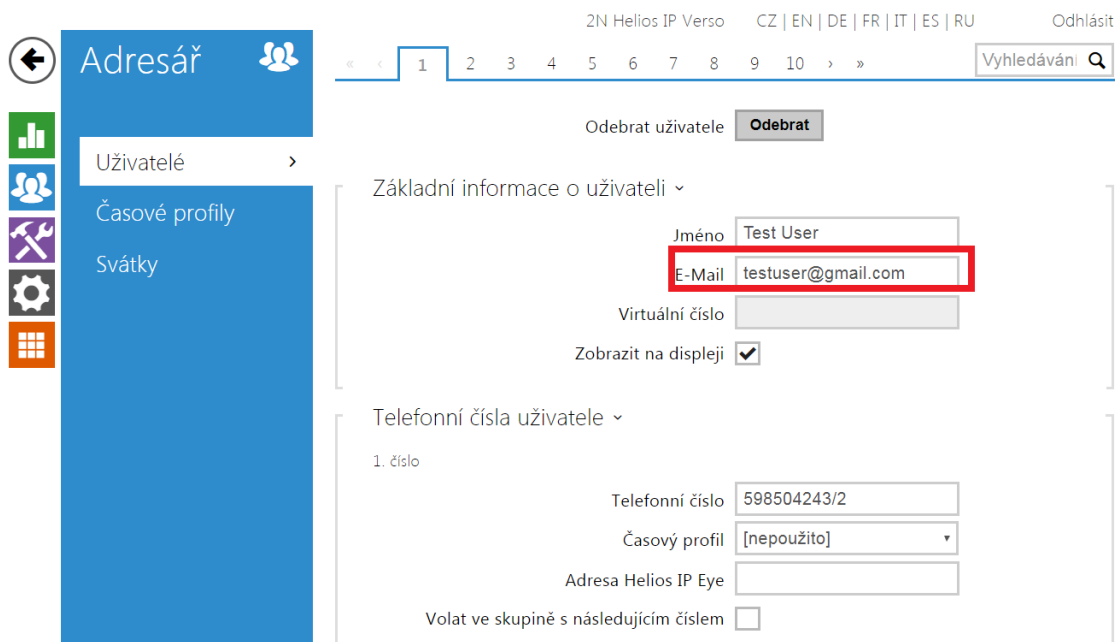 2N Helios IP Verso CZ | EN | DE | FR | IT | ES | RU Odhlásit
Adresář
« ‹ 1 2 3 4 5 6 7 8 9 10 › »
Vyhledávání
Odebrat uživatele Odebrat
Uživatelé ›
Časové profily
Svátky
Základní informace o uživateli
Jméno Test User
E-Mail testuser@gmail.com
Virtuální číslo
Zobrazit na displeji
Telefonní čísla uživatele
1. číslo
Telefonní číslo 598504243/2
Časový profil [nepoužito]
Adresa Helios IP Eye
Volat ve skupině s následujícím číslem